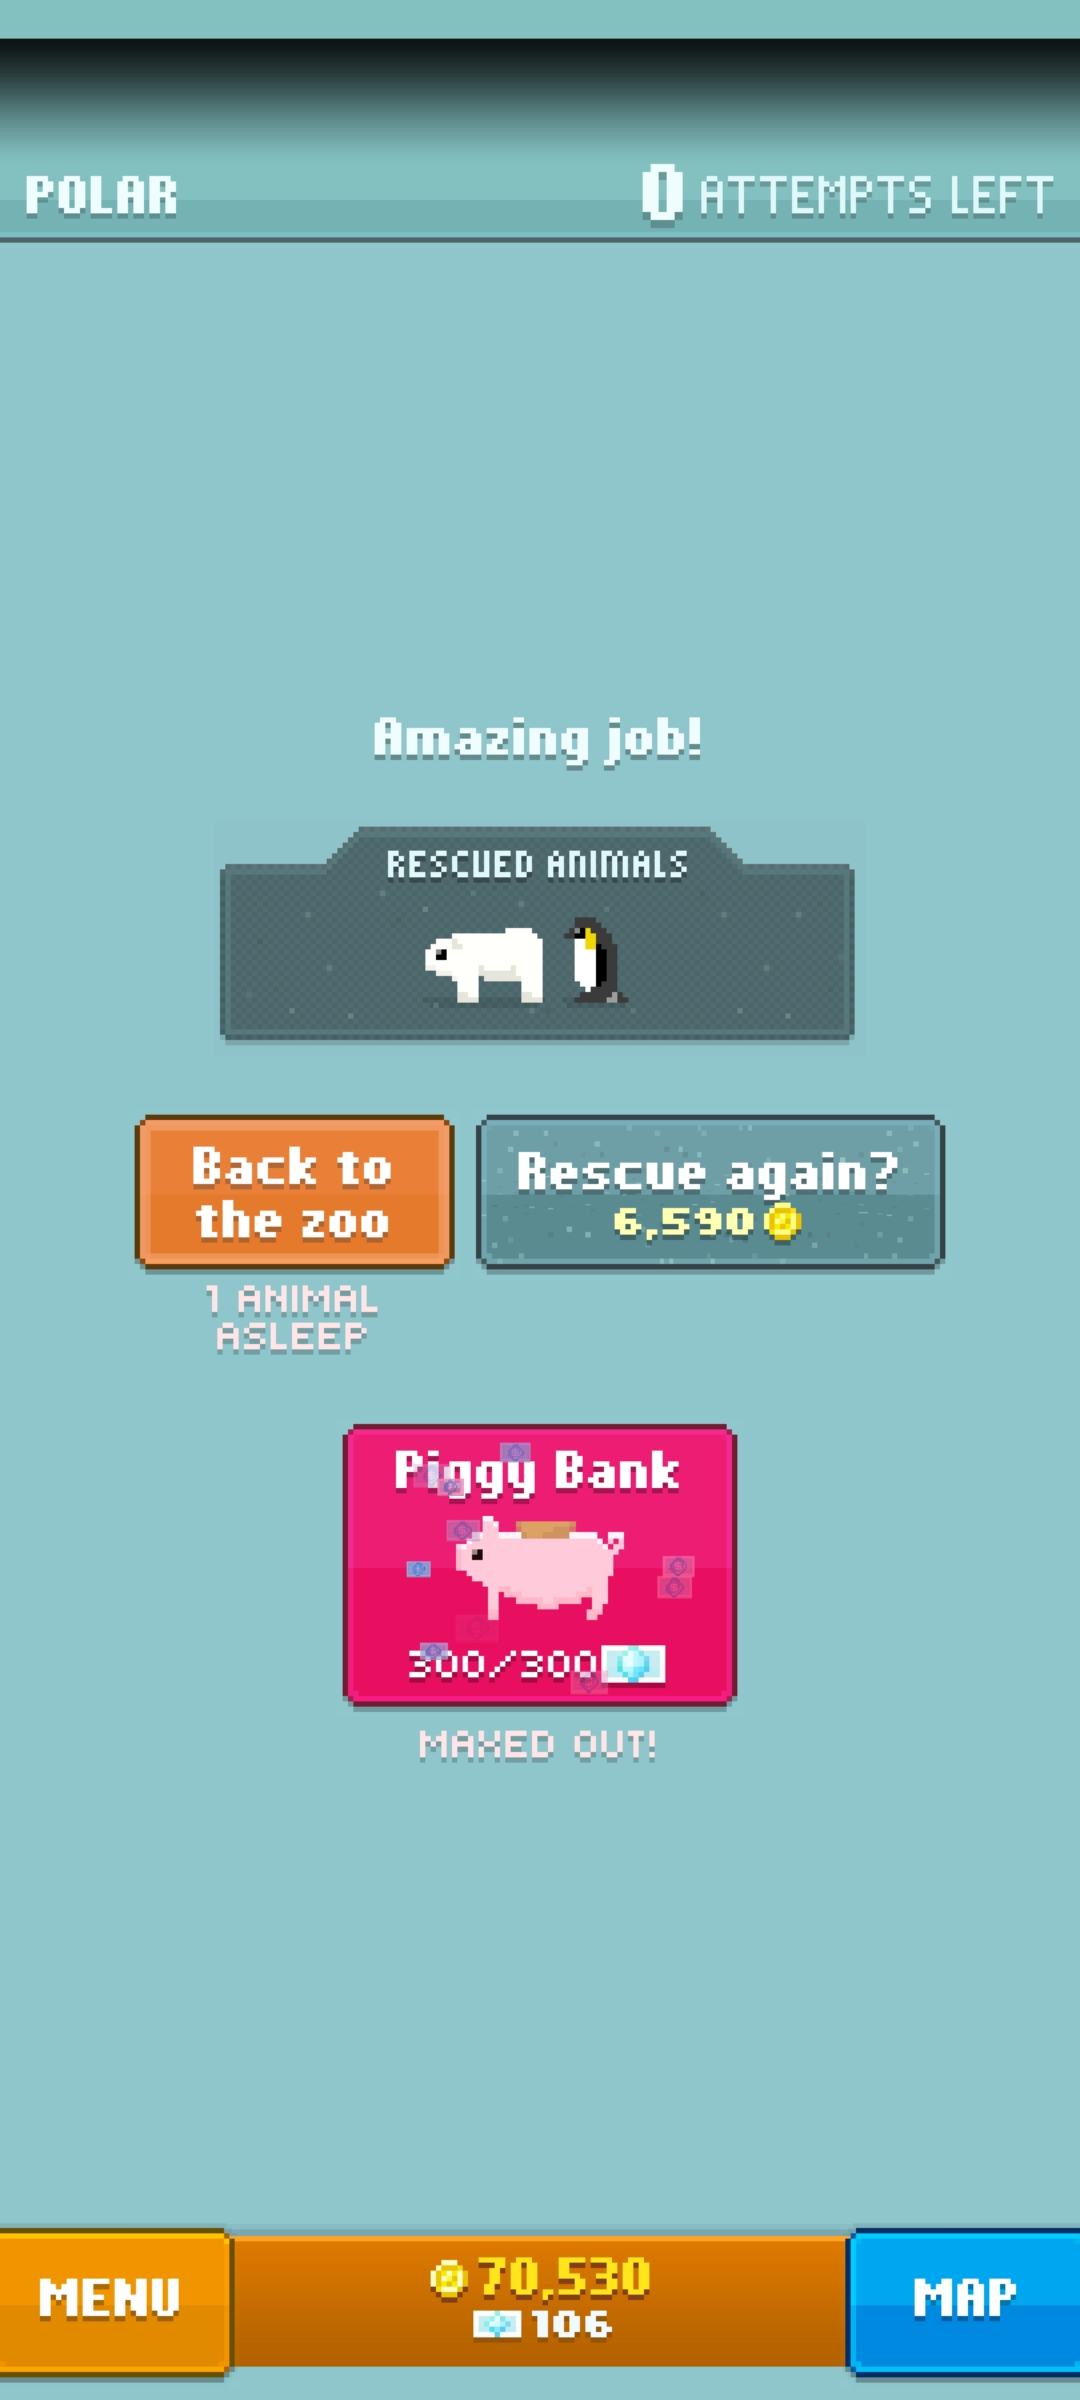 POLAR
0 ATTEMPTS LEFT
Amazing job!
RESCUED ANIMALS
Back to
the zoo
Rescue again?
6,590
1 ANIMAL
ASLEEP
Piggy Bank
300/300
MAXED OUT!
MENU
70,530
106
MAP